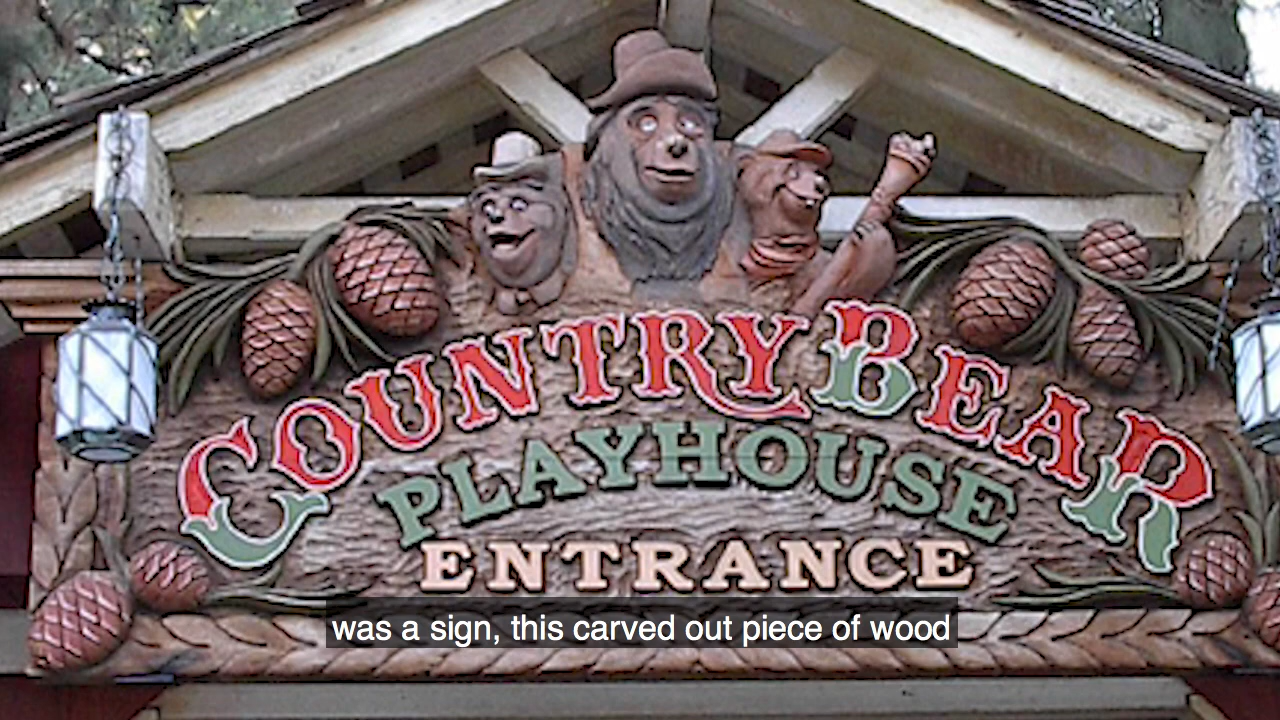 COUNTRY BEAR
PLAYHOUSE
ENTRANCE
was a sign, this carved out piece of wood